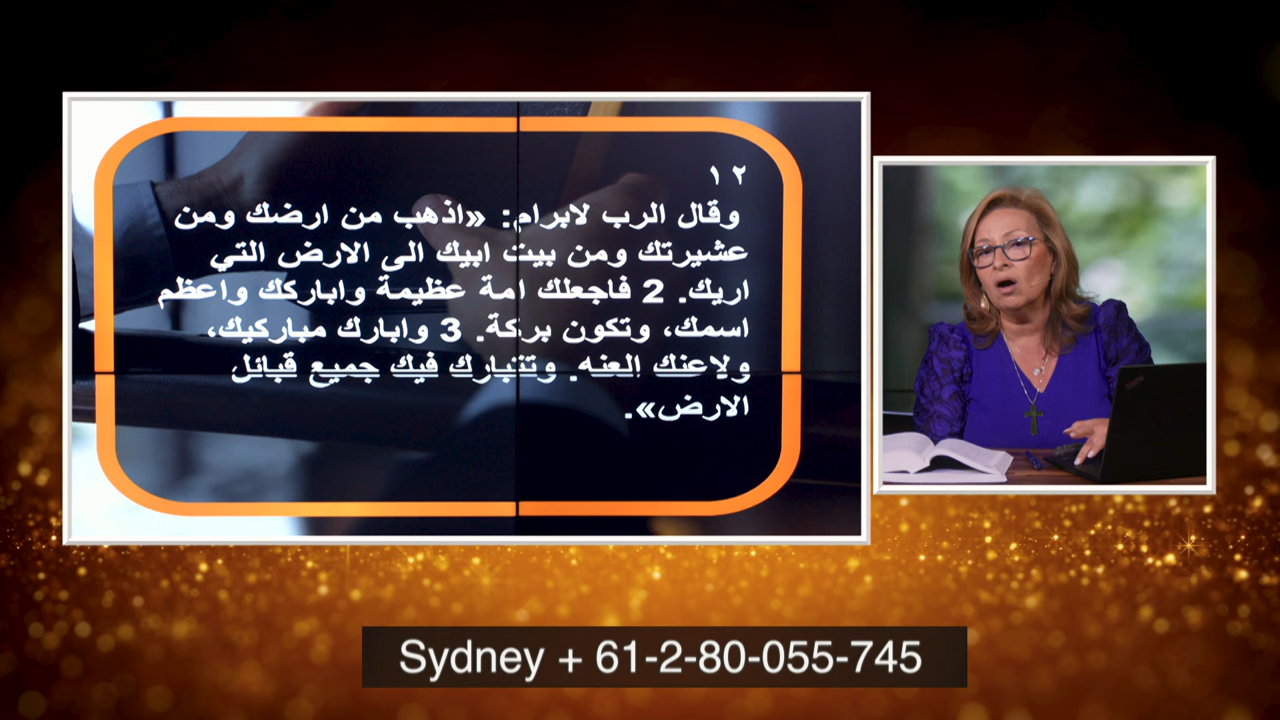 ١٢
وقال الرب لابرام: «اذهب من ارضك ومن
عشيرتك ومن بيت ابيك الى الارض التي
اريك. 2 فاجعلك امة عظيمة واباركك واعظم
اسمك، وتكون بركة. 3 وابارك مباركيك،
ولاعنك العنه. وتتبارك فيك جميع قبائل
الارض».
Sydney + 61-2-80-055-745